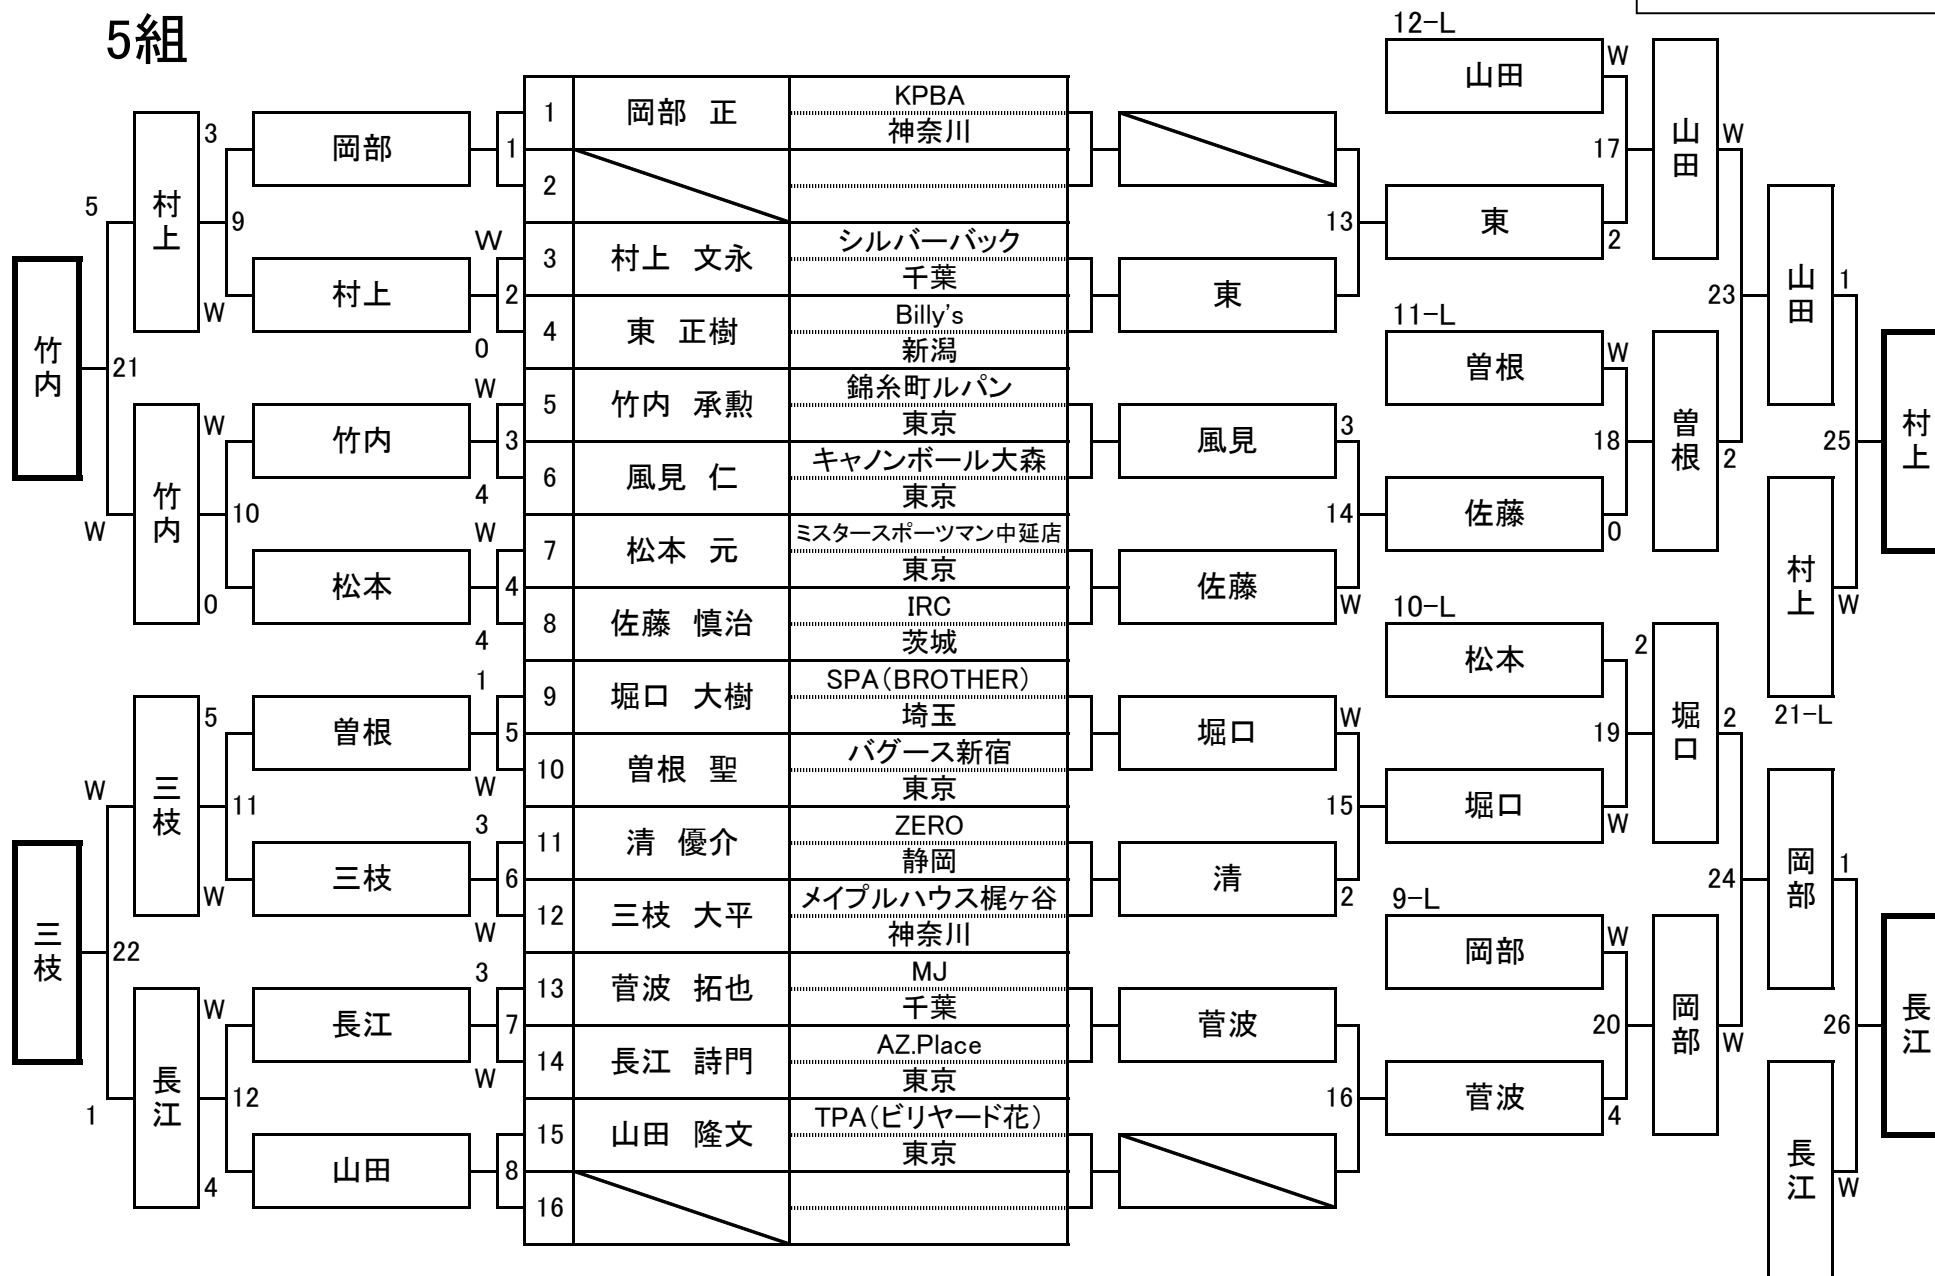 5組
12-L
山田
W
山田
W
17
東
2
1
岡部 正
KPBA
神奈川
2
3
村上 文永
シルバーバック
千葉
4
東 正樹
Billy's
新潟
5
竹内 承勲
錦糸町ルパン
東京
6
風見 仁
キャノンボール大森
東京
7
松本 元
ミスタースポーツマン中延店
東京
8
佐藤 慎治
IRC
茨城
9
堀口 大樹
SPA(BROTHER)
埼玉
10
曽根 聖
バグース新宿
東京
11
清 優介
ZERO
静岡
12
三枝 大平
メイプルハウス梶ヶ谷
神奈川
13
菅波 拓也
MJ
千葉
14
長江 詩門
AZ.Place
東京
15
山田 隆文
TPA(ビリヤード花)
東京
16
岡部
1
3
村上
9
W
村上
W
2
0
5
竹内
21
W
竹内
W
竹内
W
3
4
10
0
松本
W
4
4
三枝
W
22
1
三枝
5
11
W
曽根
1
5
W
三枝
3
6
W
長江
W
12
4
長江
3
7
W
山田
8
13
東
風見
3
14
佐藤
W
堀口
W
15
清
2
菅波
16
11-L
曽根
W
18
佐藤
0
曽根
2
23
山田
1
25
村上
村上
W
21-L
10-L
松本
2
19
堀口
W
堀口
2
24
9-L
岡部
W
20
菅波
4
岡部
W
岡部
1
26
長江
長江
W